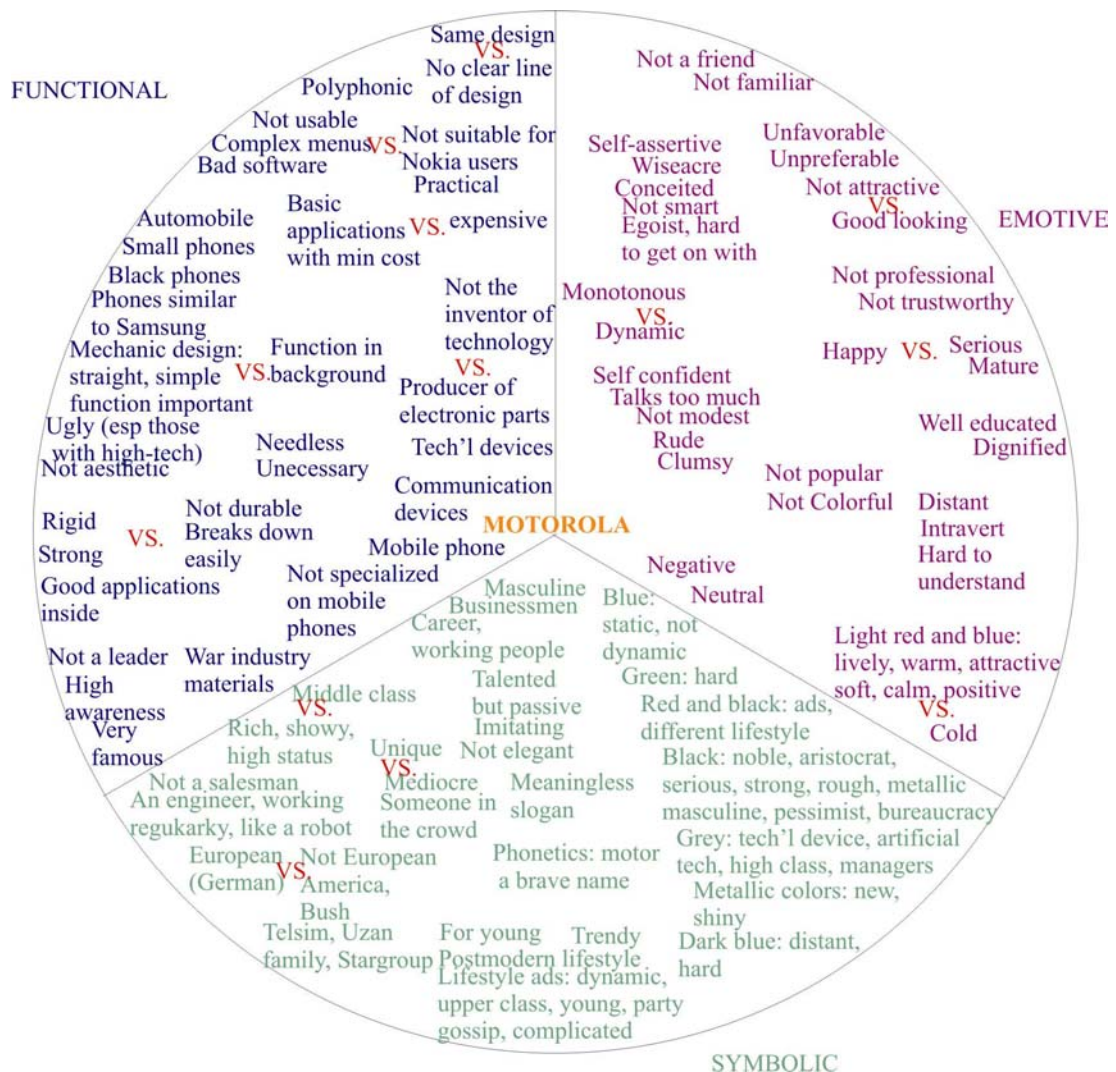 FUNCTIONAL
Same design
VS.
No clear line
of design
Polyphonic
Not usable
Complex menus
Bad software
VS.
Not suitable for
Nokia users
Practical
Automobile
Small phones
Black phones
Phones similar
to Samsung
Basic
applications
with min cost
VS.
expensive
Not the
inventor of
technology
VS.
Producer of
electronic parts
Tech'l devices
Mechanic design:
straight, simple
function important
VS.
Function in
background
Ugly (esp those
with high-tech)
Not aesthetic
Needless
Unecessary
Communication
devices
Mobile phone
Rigid
Strong
VS.
Not durable
Breaks down
easily
Good applications
inside
Not specialized
on mobile
phones
Not a leader
High
awareness
Very
famous
War industry
materials
MOTOROLA
EMOTIVE
Not a friend
Not familiar
Self-assertive
Wiseacre
Conceited
Not smart
Egoist, hard
to get on with
Unfavorable
Unpreferable
Not attractive
VS.
Good looking
Not professional
Not trustworthy
Monotonous
VS.
Dynamic
Happy
VS.
Serious
Mature
Self confident
Talks too much
Not modest
Rude
Clumsy
Well educated
Dignified
Not popular
Not Colorful
Distant
Intravert
Hard to
understand
Negative
Neutral
Light red and blue:
lively, warm, attractive
soft, calm, positive
VS.
Cold
Masculine
Businessmen
Career,
working people
Blue:
static, not
dynamic
Green: hard
Middle class
VS.
Rich, showy,
high status
Talented
but passive
Imitating
Not elegant
Red and black: ads,
different lifestyle
Unique
VS.
Mediocre
Someone in
the crowd
Meaningless
slogan
Black: noble, aristocrat,
serious, strong, rough, metallic
masculine, pessimist, bureaucracy
Not a salesman
An engineer, working
regukarky, like a robot
Grey: tech'l device, artificial
tech, high class, managers
European
(German)
VS.
Not European
America,
Bush
Phonetics: motor
a brave name
Metallic colors: new,
shiny
Dark blue: distant,
hard
Telsim, Uzan
family, Stargroup
For young
Trendy
Postmodern lifestyle
Lifestyle ads: dynamic,
upper class, young, party
gossip, complicated
SYMBOLIC